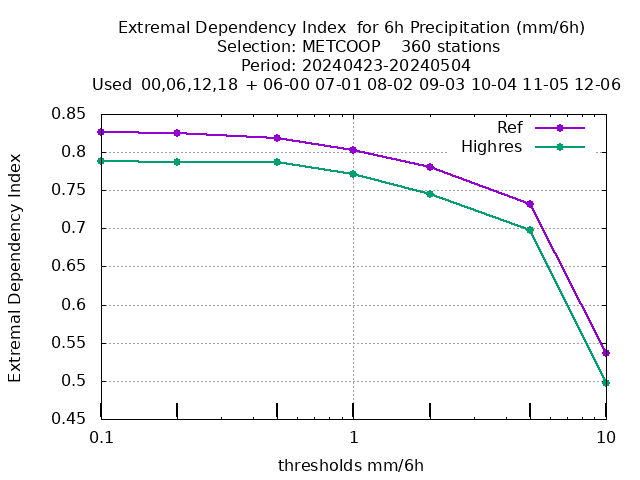 Extremal Dependency Index  for 6h Precipitation (mm/6h)
Selection: METCOOP    360 stations
Period: 20240423-20240504
Used  00,06,12,18  + 06-00 07-01 08-02 09-03 10-04 11-05 12-06
0.85
0.8
0.75
0.7
0.65
0.6
0.55
0.5
0.45
Extremal Dependency Index
Ref
Highres
0.1
1
10
thresholds mm/6h